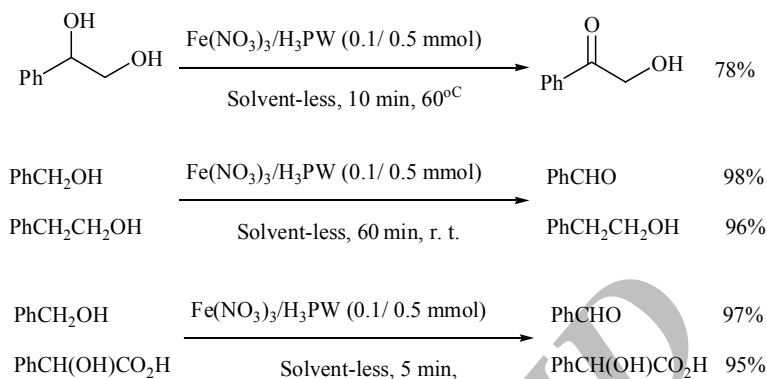 OH
OH
Ph
Fe(NO3)3/H3PW (0.1/ 0.5 mmol)
Solvent-less, 10 min, 60oC
O
OH
Ph
78%
PhCH2OH
PhCH2CH2OH
Fe(NO3)3/H3PW (0.1/ 0.5 mmol)
Solvent-less, 60 min, r. t.
PhCHO 98%
PhCH2CH2OH 96%
PhCH2OH
PhCH(OH)CO2H
Fe(NO3)3/H3PW (0.1/ 0.5 mmol)
Solvent-less, 5 min,
PhCHO 97%
PhCH(OH)CO2H 95%